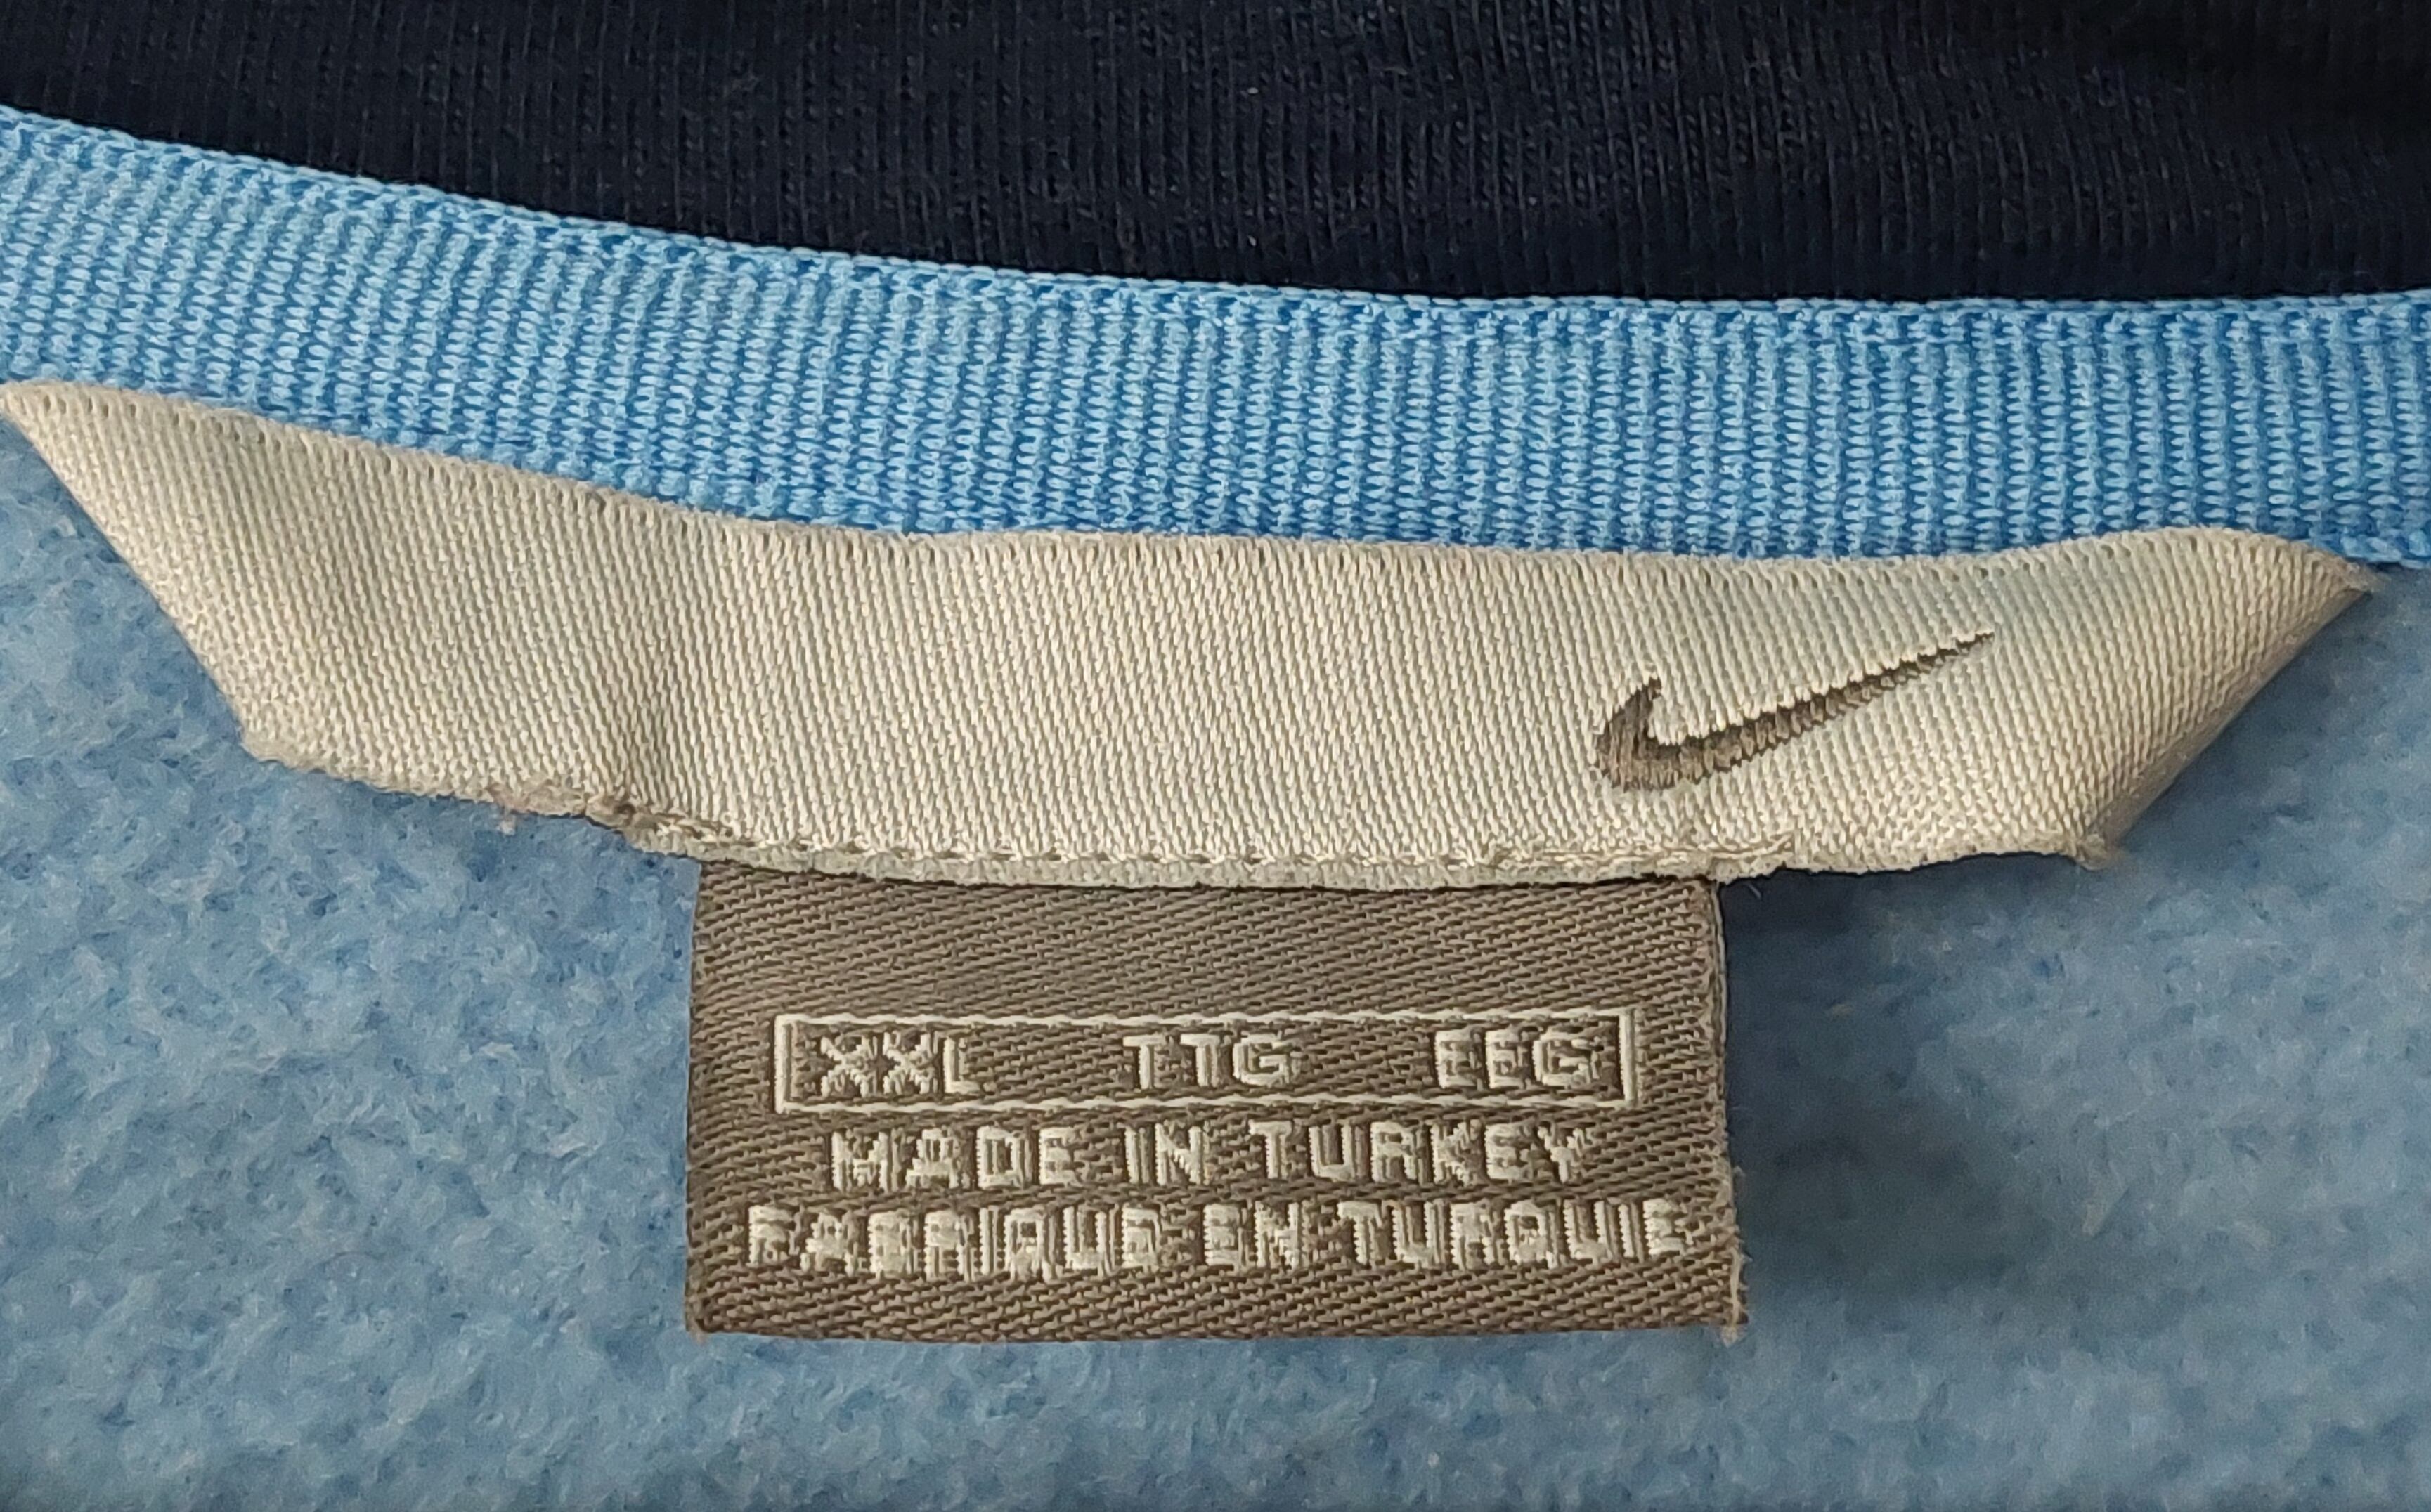 XXL TTG EEG
MADE IN TURKEY
FABRIQUE EN TURQUIE